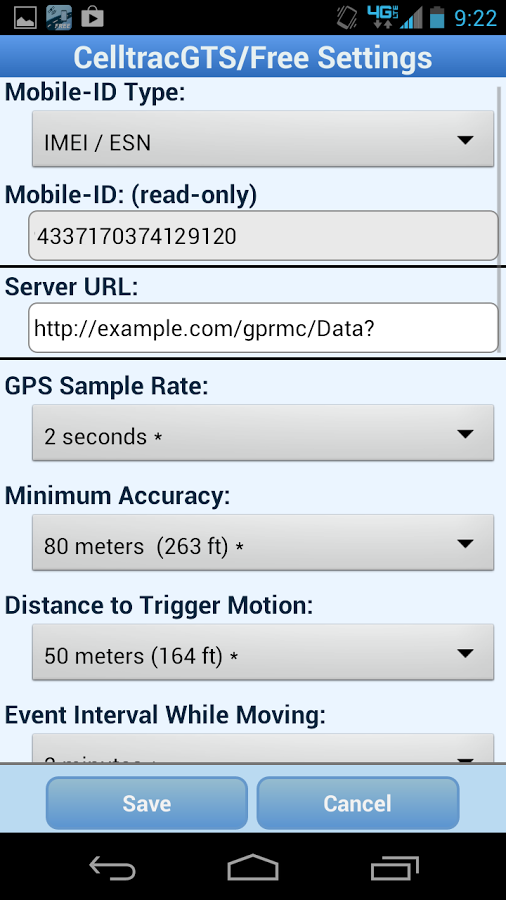 4G 9:22
CelltracGTS/Free Settings
Mobile-ID Type:
IMEI / ESN
Mobile-ID: (read-only)
4337170374129120
Server URL:
http://example.com/gprmc/Data?
GPS Sample Rate:
2 seconds *
Minimum Accuracy:
80 meters  (263 ft) *
Distance to Trigger Motion:
50 meters (164 ft) *
Event Interval While Moving:
minutes
Save Cancel